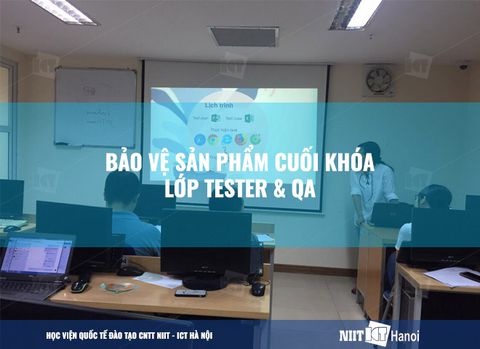 Lịch trình
BẢO VỆ SẢN PHẨM CUỐI KHÓA
LỚP TESTER & QA
HỌC VIỆN QUỐC TẾ ĐÀO TẠO CNTT NIIT - ICT HÀ NỘI
NIIT ICT Hanoi